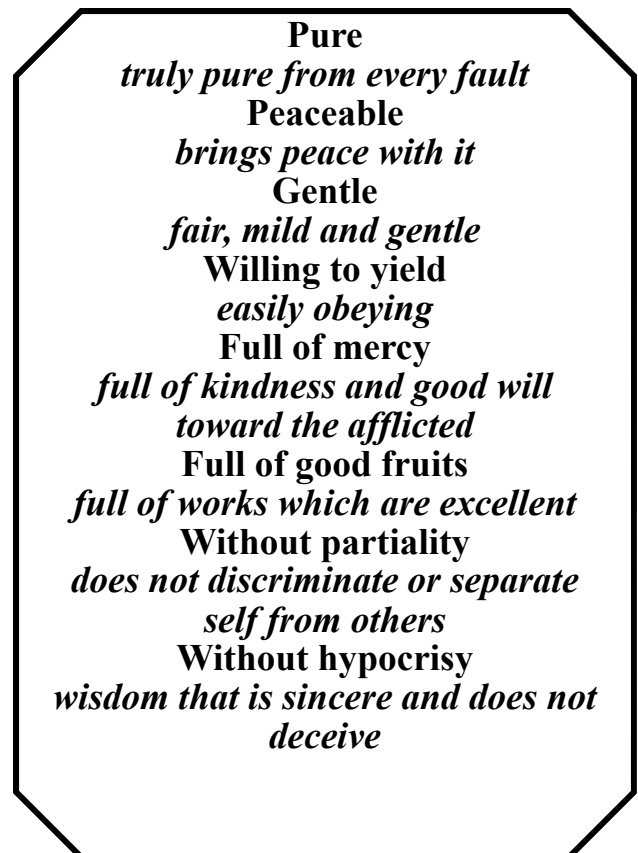 Pure
truly pure from every fault
Peaceable
brings peace with it
Gentle
fair, mild and gentle
Willing to yield
easily obeying
Full of mercy
full of kindness and good will
toward the afflicted
Full of good fruits
full of works which are excellent
Without partiality
does not discriminate or separate
self from others
Without hypocrisy
wisdom that is sincere and does not
deceive